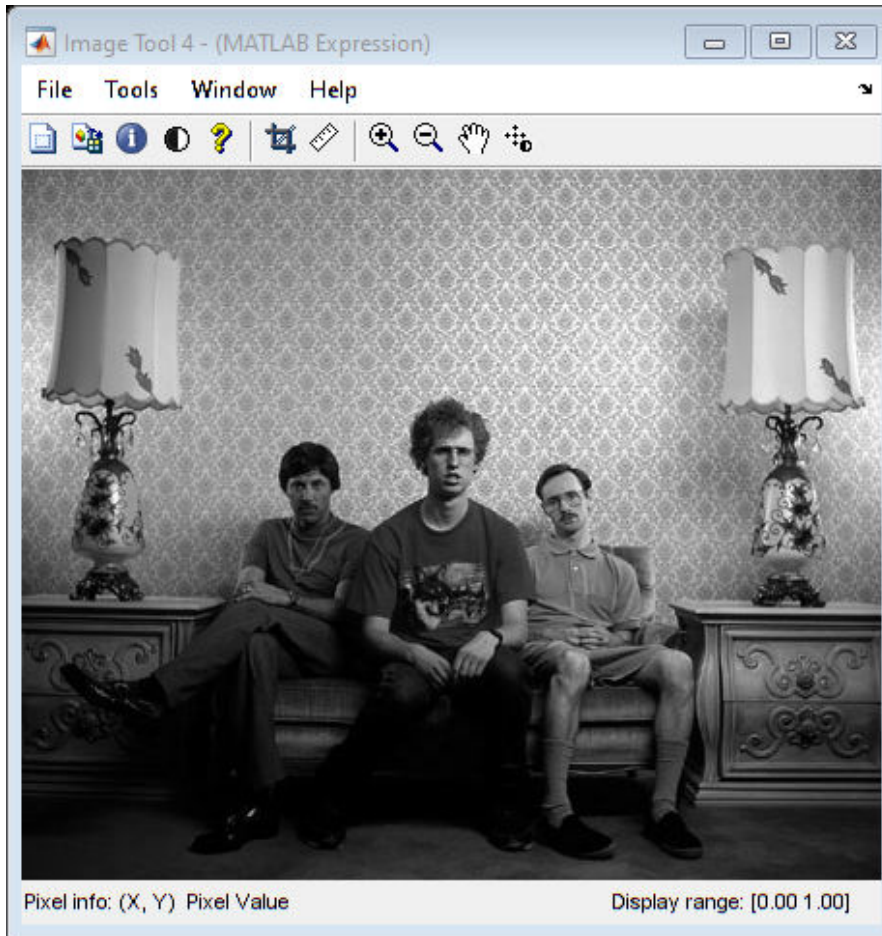 Image Tool 4 - (MATLAB Expression)
File Tools Window Help
Pixel info: (X, Y) Pixel Value Display range: [0.00 1.00]